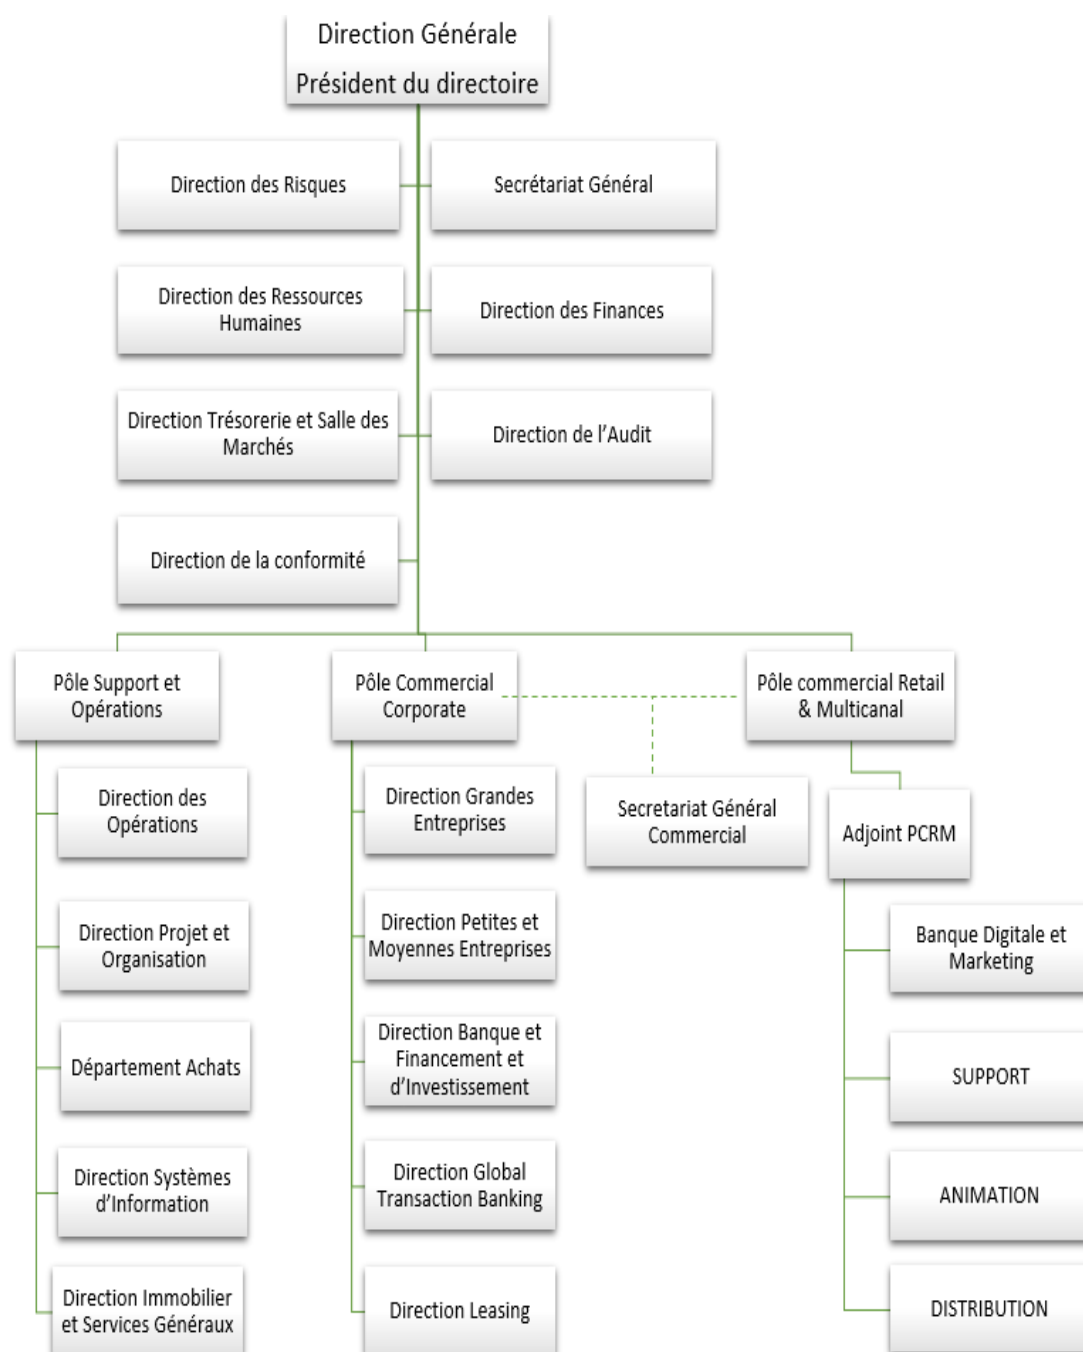 Direction Générale
Président du directoire
Direction des Risques
Secrétariat Général
Direction des Ressources
Humaines
Direction des Finances
Direction Trésorerie et Salle des
Marchés
Direction de l’Audit
Direction de la conformité
Pôle Support et
Opérations
Pôle Commercial
Corporate
Pôle commercial Retail
& Multicanal
Direction des
Opérations
Direction Grandes
Entreprises
Secretariat Général
Commercial
Adjoint PCRM
Direction Projet et
Organisation
Direction Petites et
Moyennes Entreprises
Banque Digitale et
Marketing
Département Achats
Direction Banque et
Financement et
d’Investissement
SUPPORT
Direction Systèmes
d’Information
Direction Global
Transaction Banking
ANIMATION
Direction Immobilier
et Services Généraux
Direction Leasing
DISTRIBUTION